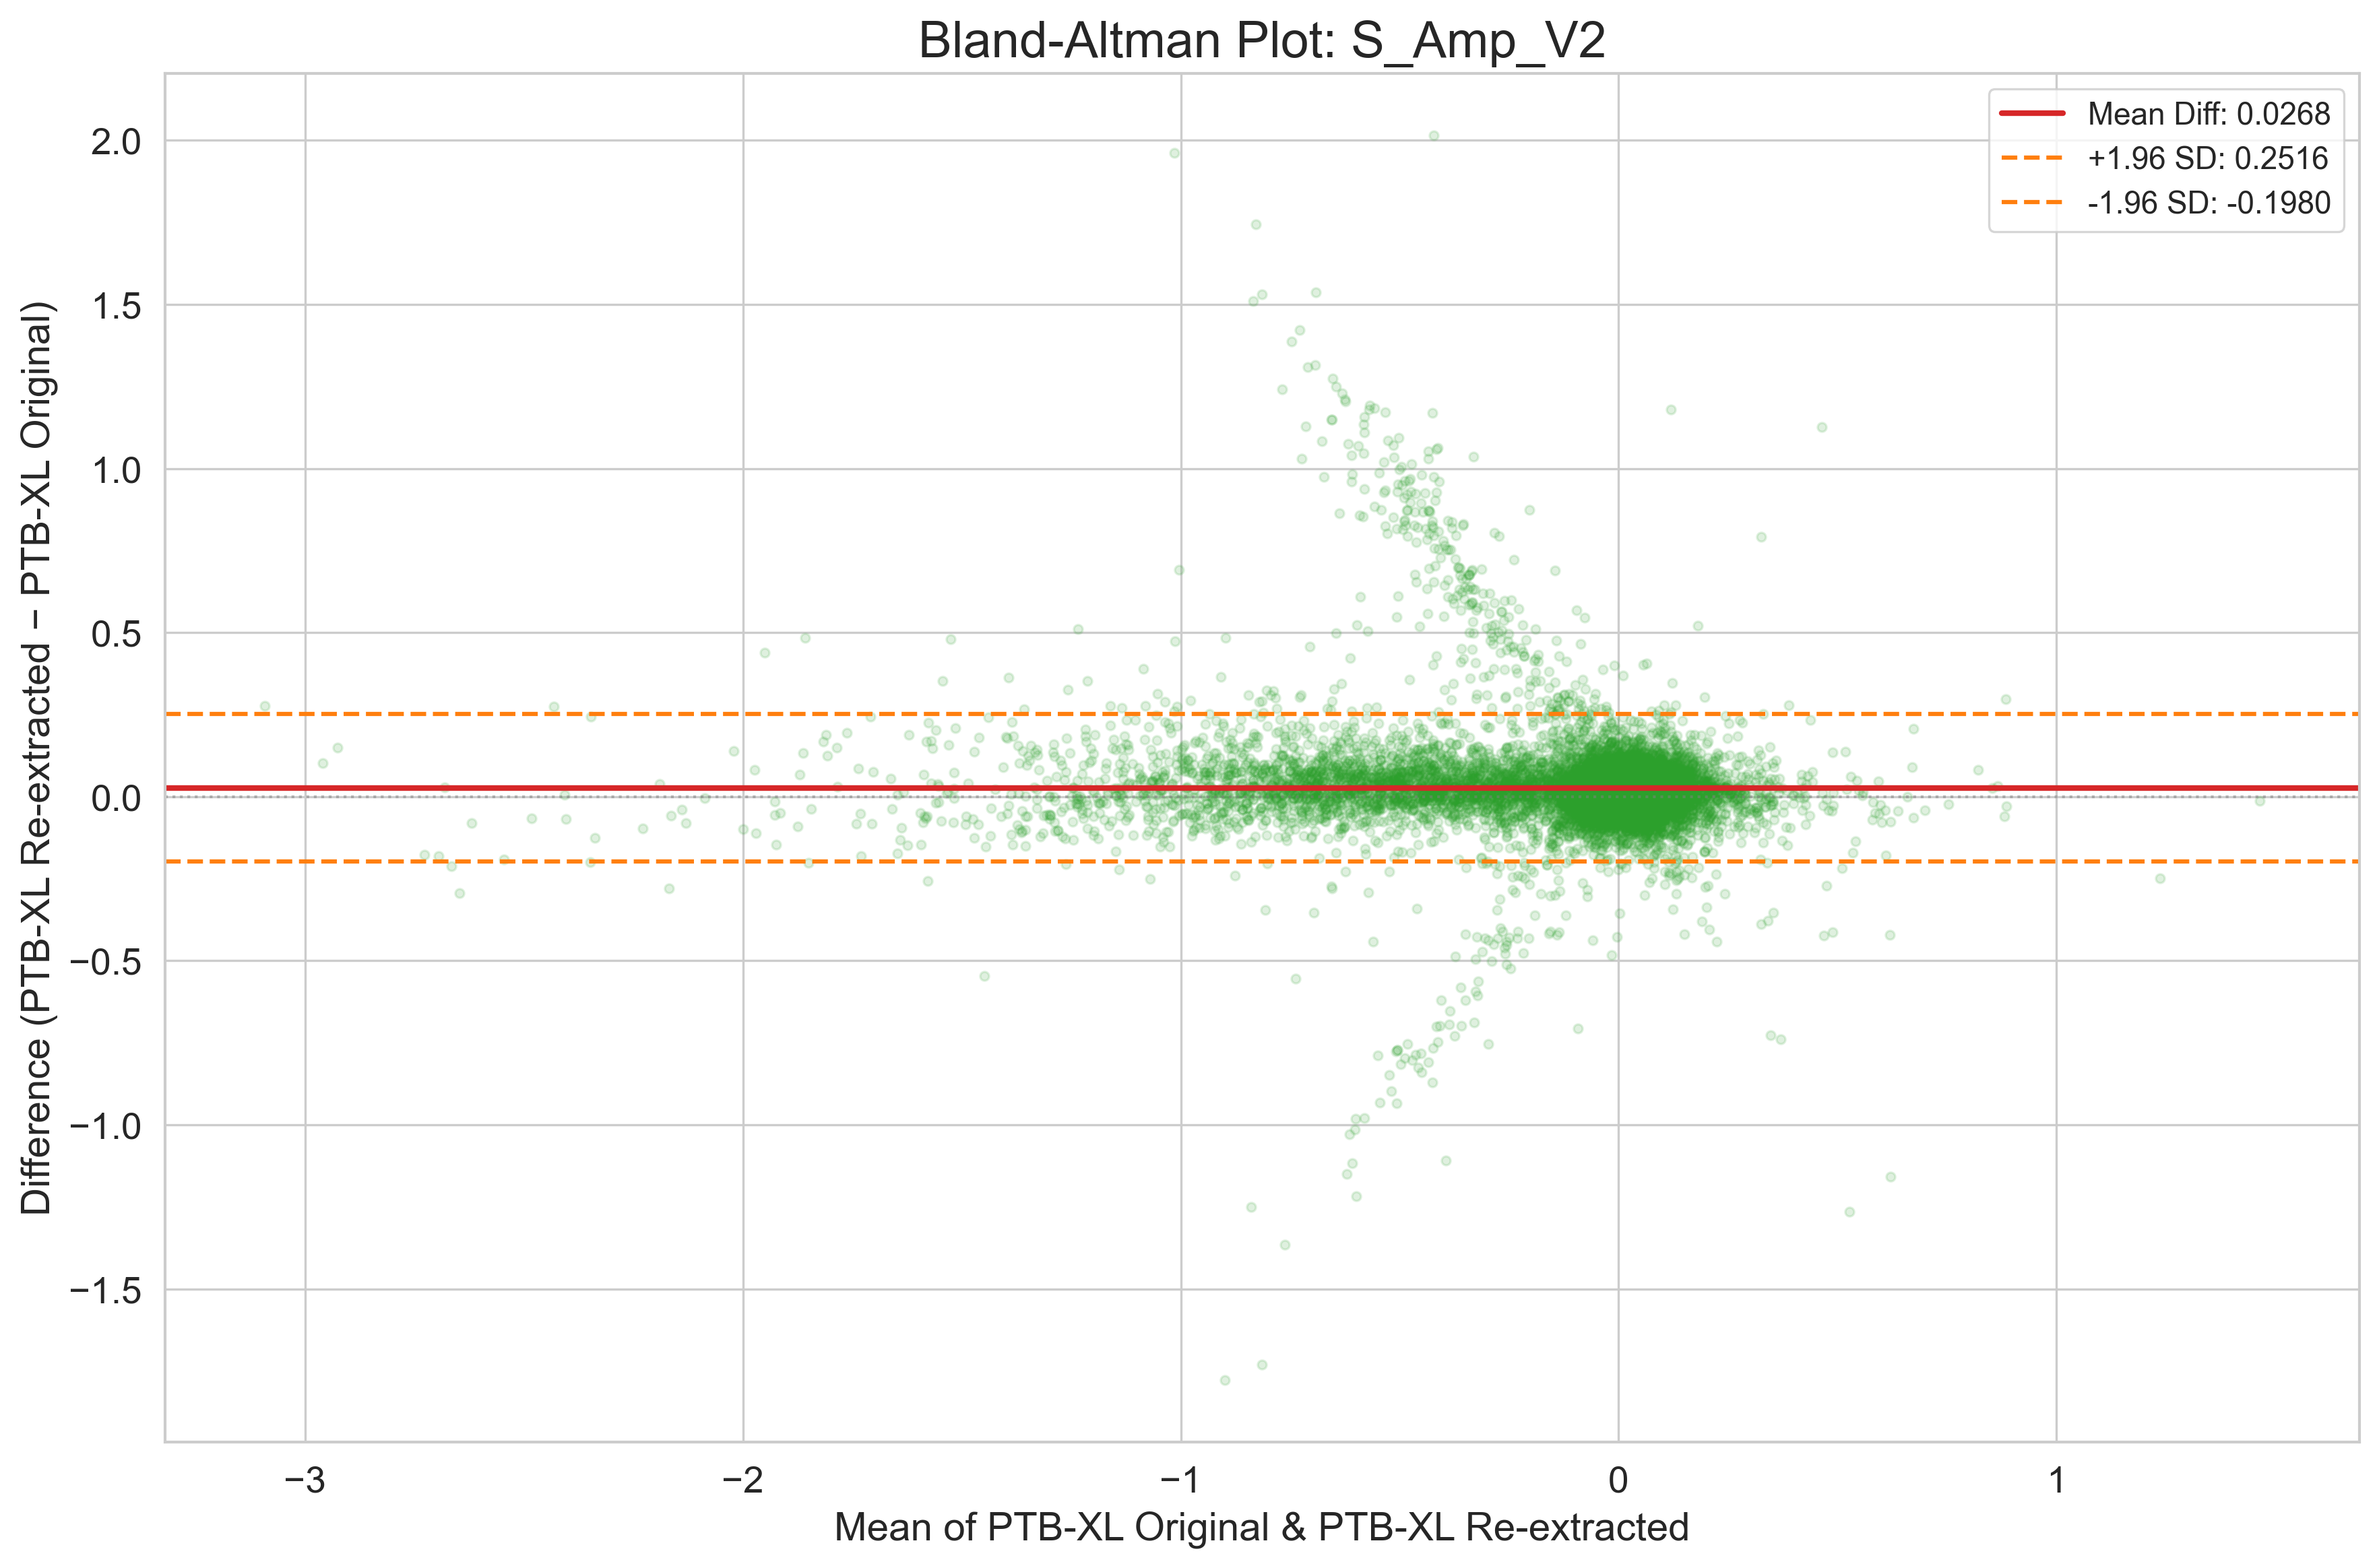 Bland-Altman Plot: S_Amp_V2
Mean Diff: 0.0268
+1.96 SD: 0.2516
-1.96 SD: -0.1980
Difference (PTB-XL Re-extracted − PTB-XL Original)
2.0
1.5
1.0
0.5
0.0
−0.5
−1.0
−1.5
−3
−2
−1
0
1
Mean of PTB-XL Original & PTB-XL Re-extracted